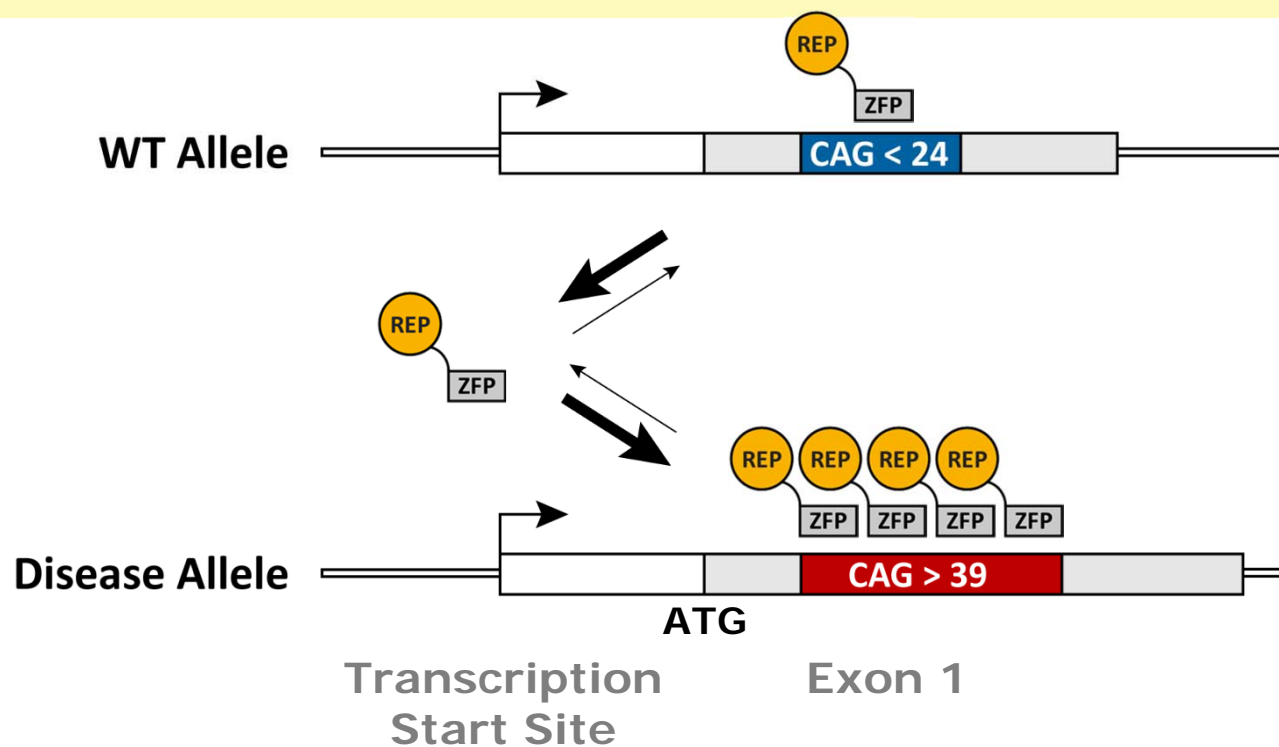 REP
ZFP
WT Allele
CAG < 24
REP
ZFP
REP REP REP REP
ZFP ZFP ZFP ZFP
Disease Allele
CAG > 39
ATG
Transcription
Start Site
Exon 1